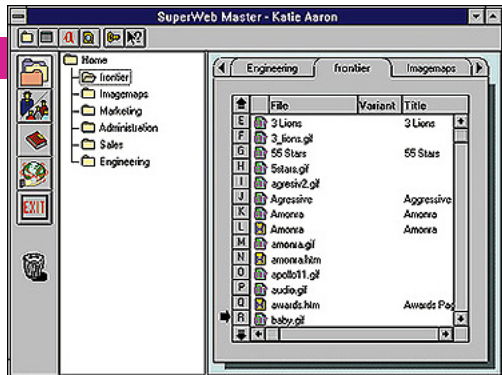 SuperWeb Master - Katie Aaron
Home
frontier
Imagemaps
Marketing
Administration
Sales
Engineering
EXIT
Engineering frontier Imagemaps
File Variant Title
E 3 Lions 3 Lions
F 3_lions.gif
G 55 Stars 55 Stars
H 5stars.gif
I agresiv2.gif
J Agressive Aggressive
K Amonra Amonra
L Amonra Amonra
M amonra.gif
N amonra.htm
O apollo11.gif
P audio.gif
Q awards.htm Awards Pag
R baby.gif